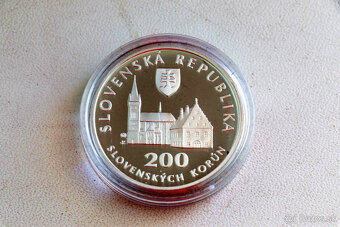 SLOVENSKÁ REPUBLIKA
200
SLOVENSKÝCH KORÚN